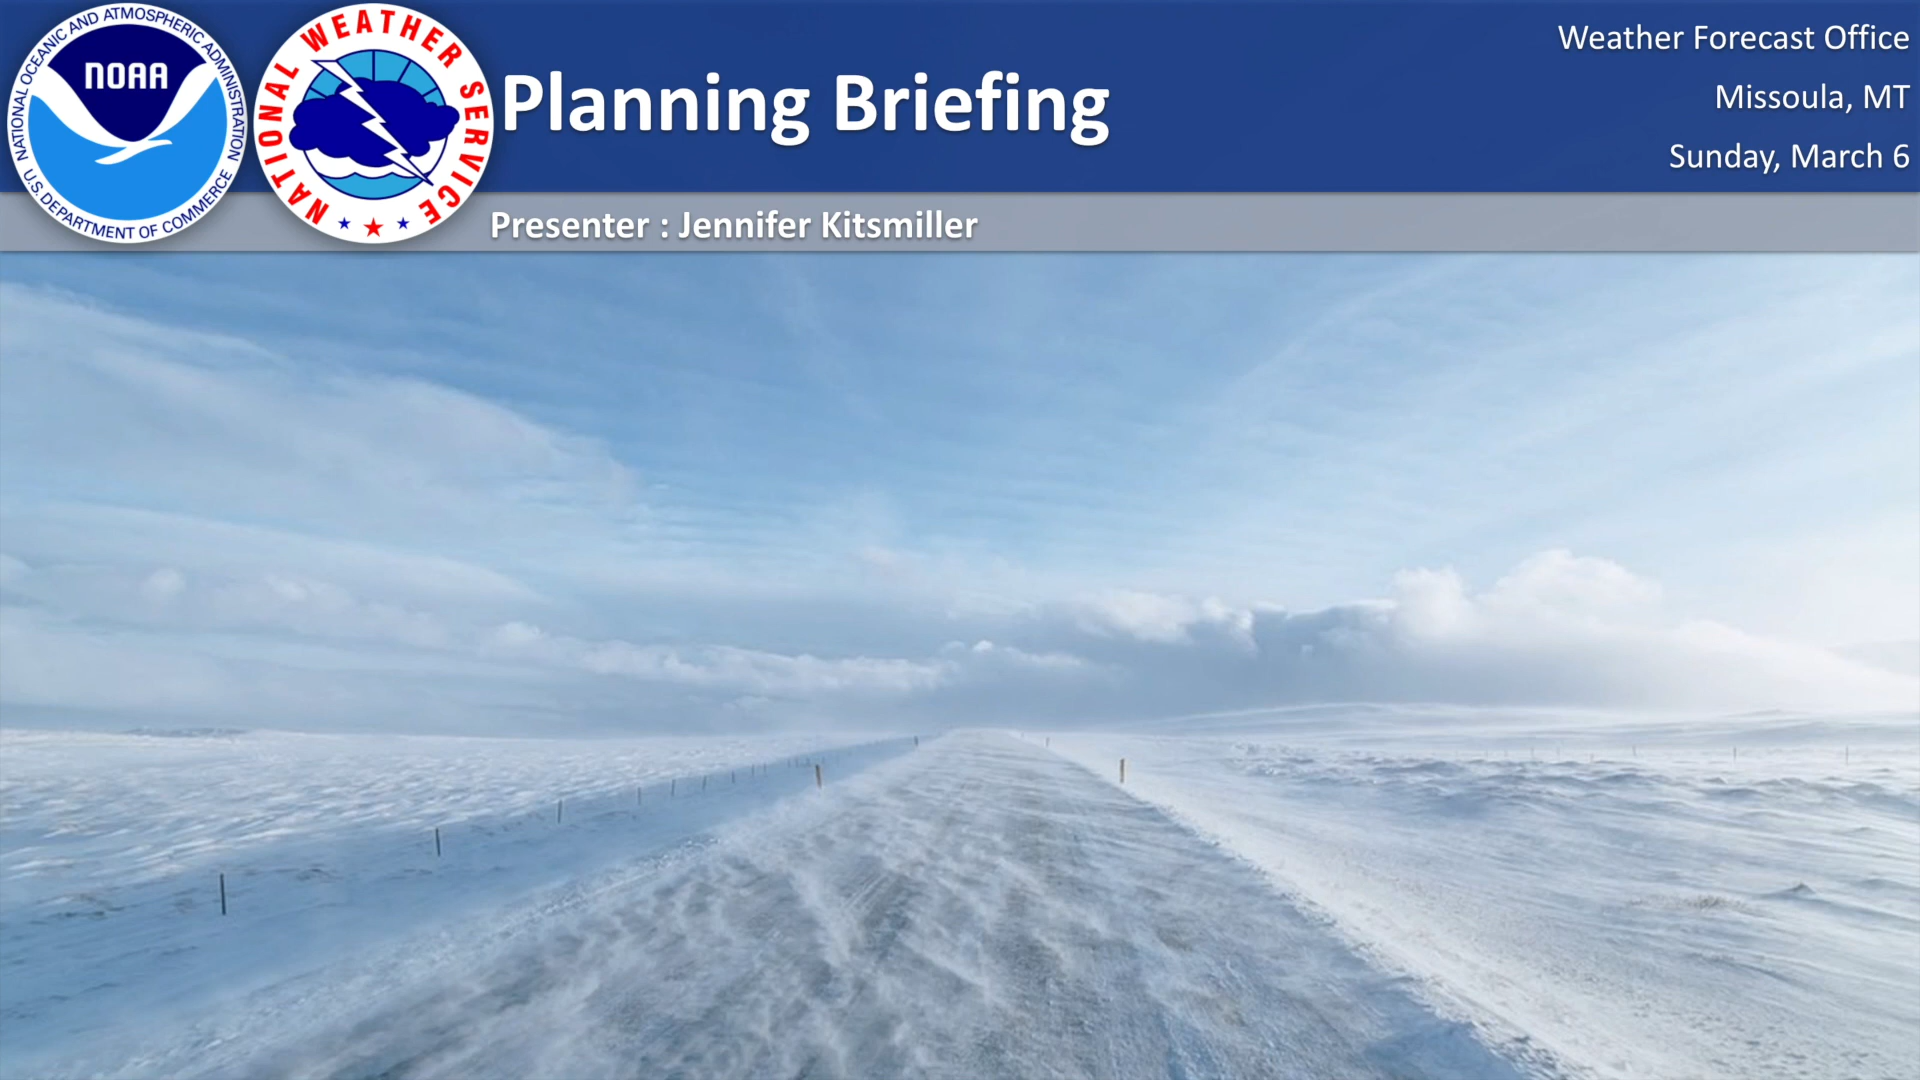 NATIONAL OCEANIC AND ATMOSPHERIC ADMINISTRATION
NOAA
U.S. DEPARTMENT OF COMMERCE
NATIONAL WEATHER SERVICE
Planning Briefing
Weather Forecast Office
Missoula, MT
Sunday, March 6
Presenter : Jennifer Kitsmiller